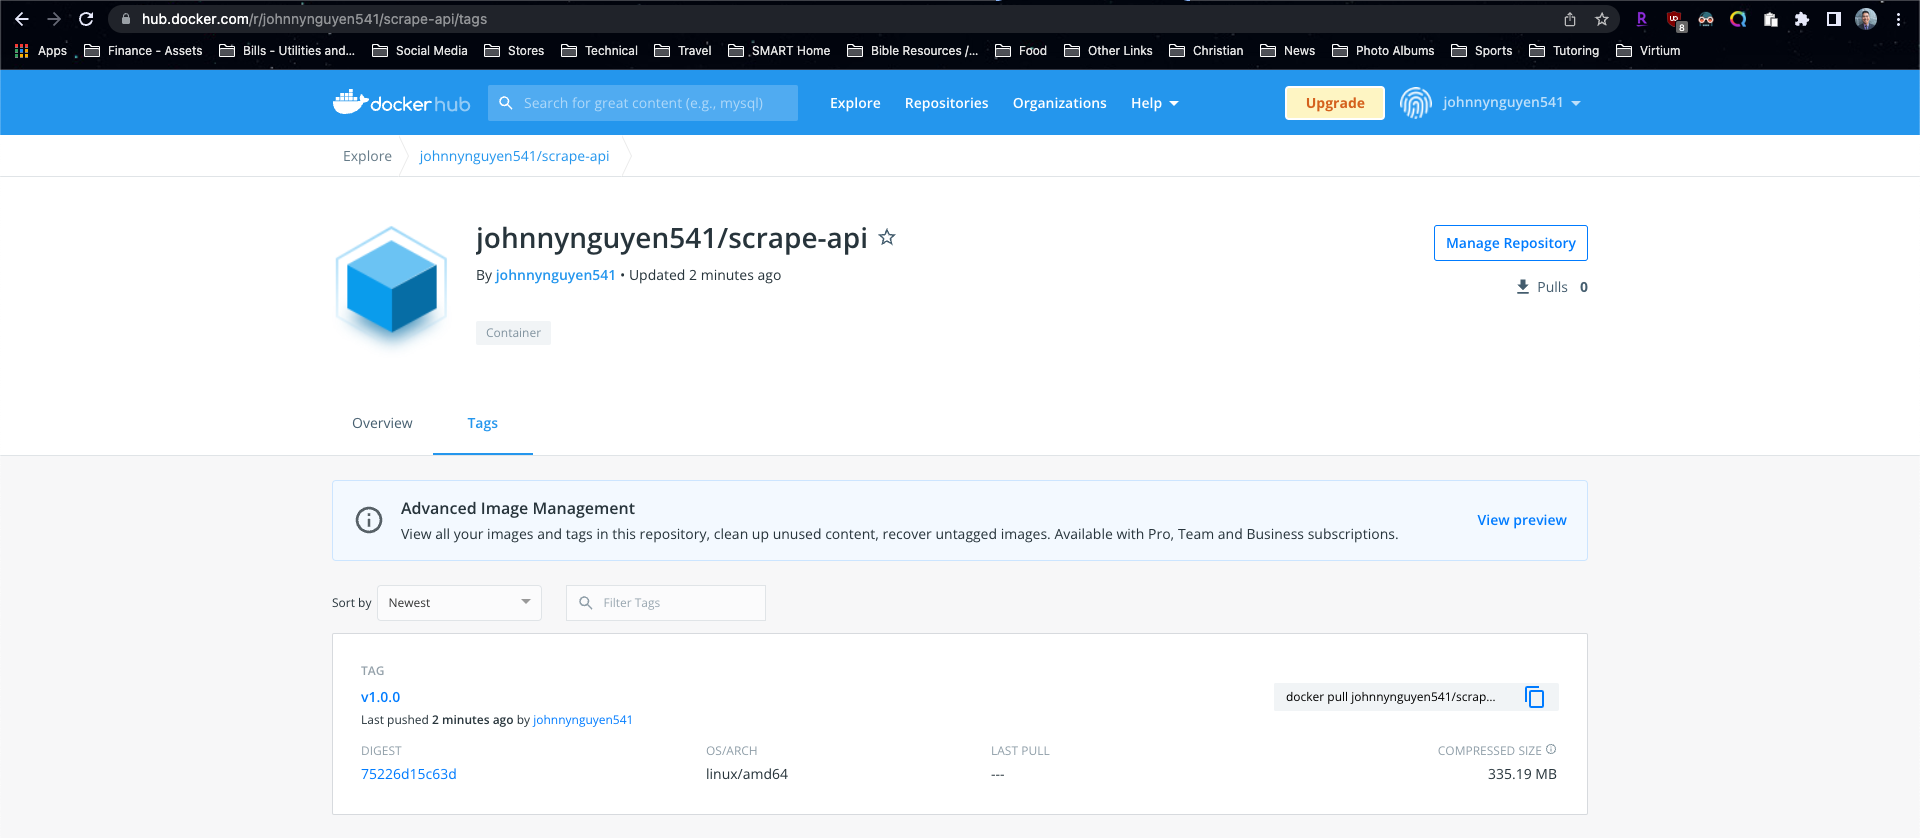 hub.docker.com/r/johnnynguyen541/scrape-api/tags
R UD 8
Apps Finance - Assets Bills - Utilities and... Social Media Stores Technical Travel SMART Home Bible Resources /... Food Other Links Christian News Photo Albums Sports Tutoring Virtium
docker hub Search for great content (e.g., mysql) Explore Repositories Organizations Help Upgrade johnnynguyen541
Explore johnnynguyen541/scrape-api
johnnynguyen541/scrape-api
Manage Repository
By johnnynguyen541 • Updated 2 minutes ago
Pulls 0
Container
Overview Tags
Advanced Image Management
View all your images and tags in this repository, clean up unused content, recover untagged images. Available with Pro, Team and Business subscriptions.
View preview
Sort by Newest Filter Tags
TAG
v1.0.0
docker pull johnnynguyen541/scrap...
Last pushed 2 minutes ago by johnnynguyen541
DIGEST OS/ARCH LAST PULL COMPRESSED SIZE
75226d15c63d linux/amd64 --- 335.19 MB